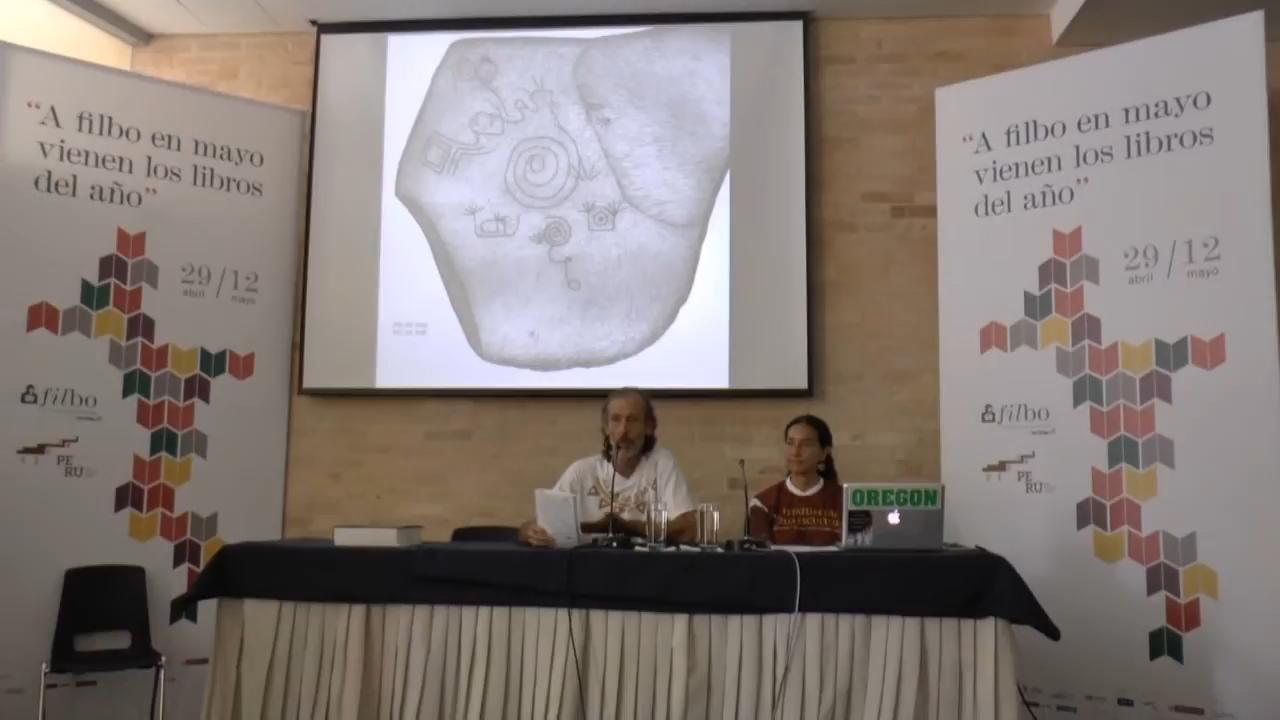 “A filbo en mayo
vienen los libros
del año”
29/12
abril mayo
filbo
PE
RU
OREGON
“A filbo en mayo
vienen los libros
del año”
29/12
abril mayo
filbo
PE
RU